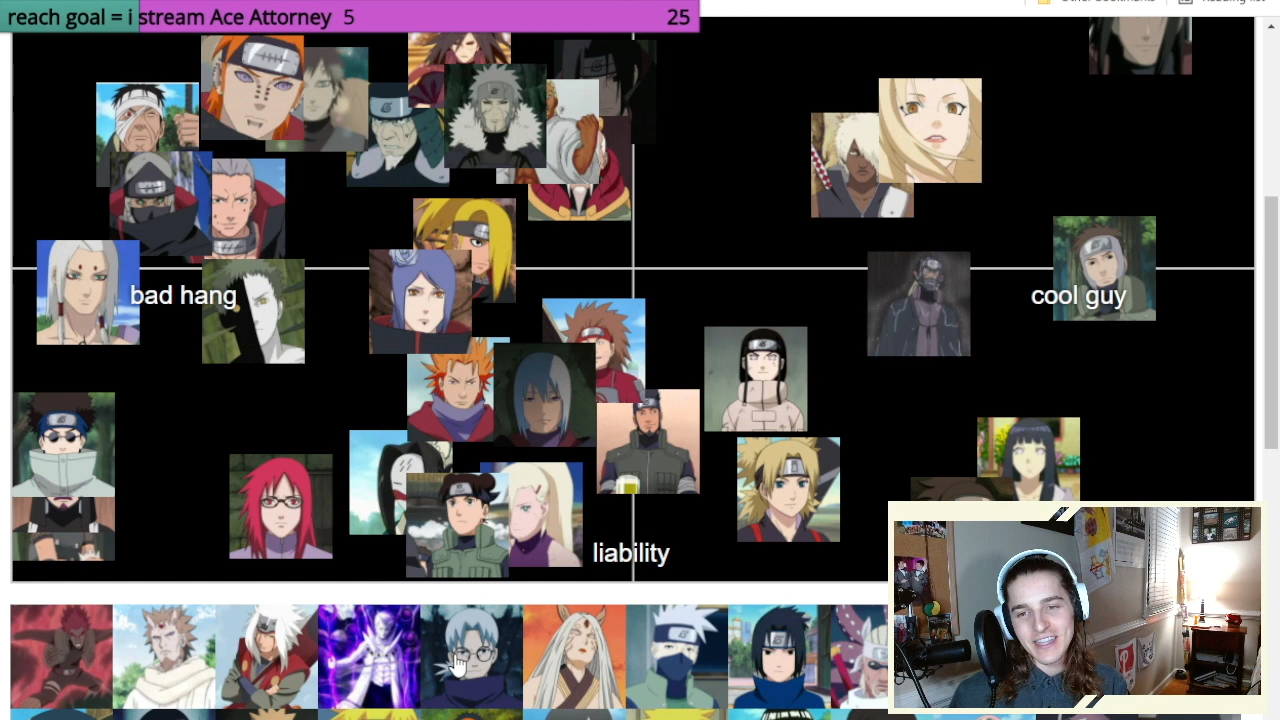 reach goal = i stream Ace Attorney 5
25
bad hang
cool guy
liability